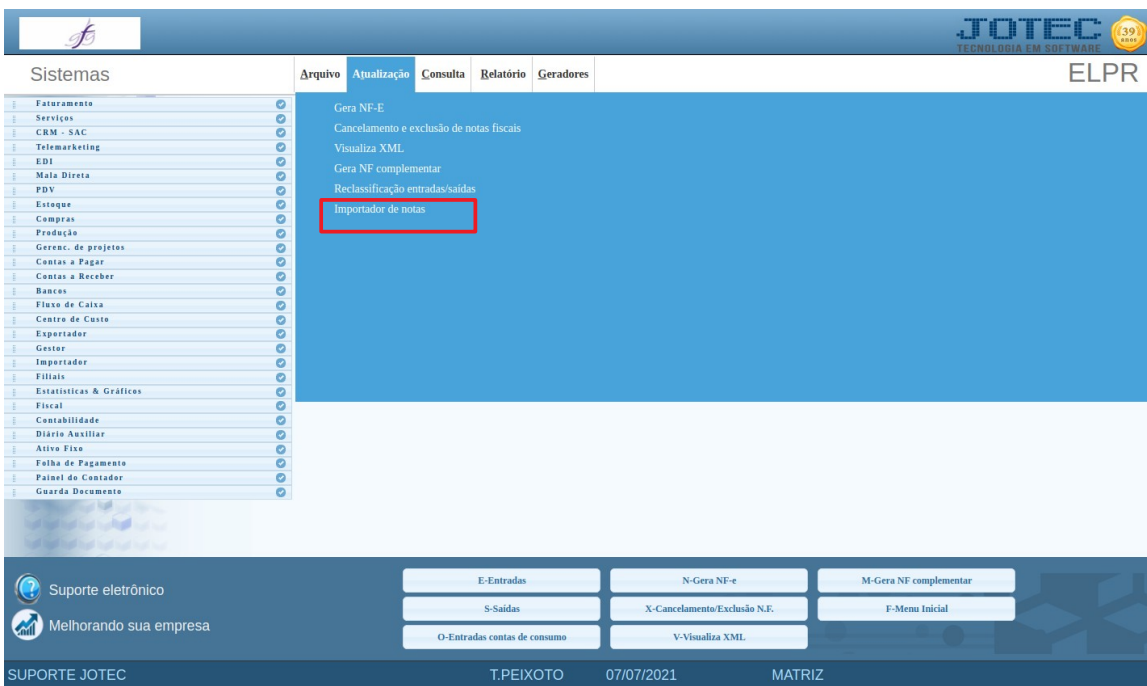 JOTEC
39
anos
TECNOLOGIA EM SOFTWARE
Sistemas
Arquivo Atualização Consulta Relatório Geradores
ELPR
Faturamento
Serviços
CRM - SAC
Telemarketing
EDI
Mala Direta
PDV
Estoque
Compras
Produção
Gerenc. de projetos
Contas a Pagar
Contas a Receber
Bancos
Fluxo de Caixa
Centro de Custo
Exportador
Gestor
Importador
Filiais
Estatísticas & Gráficos
Fiscal
Contabilidade
Diário Auxiliar
Ativo Fixo
Folha de Pagamento
Painel do Contador
Guarda Documento
Gera NF-E
Cancelamento e exclusão de notas fiscais
Visualiza XML
Gera NF complementar
Reclassificação entradas/saídas
Importador de notas
Suporte eletrônico
Melhorando sua empresa
E-Entradas N-Gera NF-e M-Gera NF complementar
S-Saídas X-Cancelamento/Exclusão N.F. F-Menu Inicial
O-Entradas contas de consumo V-Visualiza XML
SUPORTE JOTEC T.PEIXOTO 07/07/2021 MATRIZ